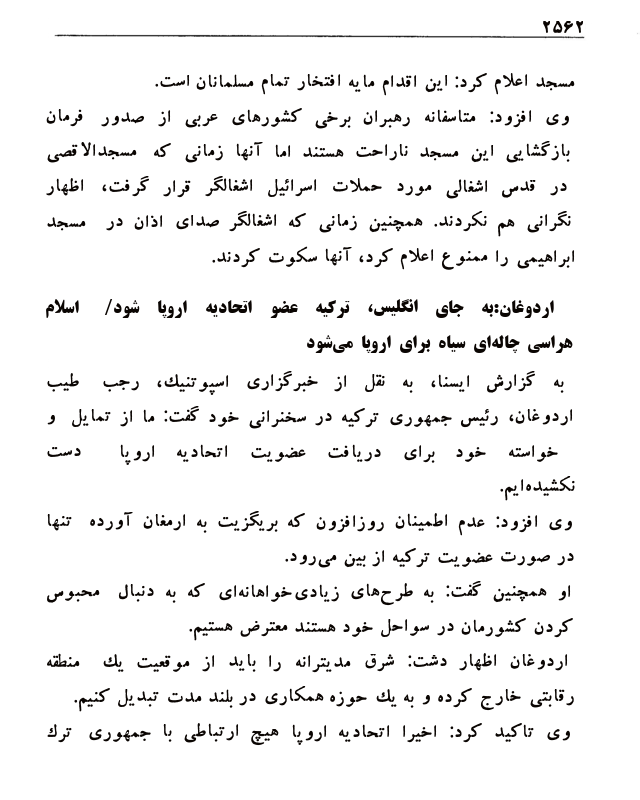 ۲۵۶۲
مسجد اعلام کرد: این اقدام مایه افتخار تمام مسلمانان است.
وی افزود: متاسفانه رهبران برخی کشورهای عربی از صدور فرمان
بازگشایی این مسجد ناراحت هستند اما آنها زمانی که مسجدالاقصی
در قدس اشغالی مورد حملات اسرائیل اشغالگر قرار گرفت، اظهار
نگرانی هم نکردند. همچنین زمانی که اشغالگر صدای اذان در مسجد
ابراهیمی را ممنوع اعلام کرد، آنها سکوت کردند.
اردوغان:به جای انگلیس، ترکیه عضو اتحادیه اروپا شود/ اسلام
هراسی چاله‌ای سیاه برای اروپا می‌شود
به گزارش ایسنا، به نقل از خبرگزاری اسپوتنیک، رجب طیب
اردوغان، رئیس جمهوری ترکیه در سخنرانی خود گفت: ما از تمایل و
خواسته خود برای دریافت عضویت اتحادیه اروپا دست
نکشیده‌ایم.
وی افزود: عدم اطمینان روزافزون که بریگزیت به ارمغان آورده تنها
در صورت عضویت ترکیه از بین می‌رود.
او همچنین گفت: به طرح‌های زیادی‌خواهانه‌ای که به دنبال محبوس
کردن کشورمان در سواحل خود هستند معترض هستیم.
اردوغان اظهار دشت: شرق مدیترانه را باید از موقعیت یک منطقه
رقابتی خارج کرده و به یک حوزه همکاری در بلند مدت تبدیل کنیم.
وی تاکید کرد: اخیرا اتحادیه اروپا هیچ ارتباطی با جمهوری ترک